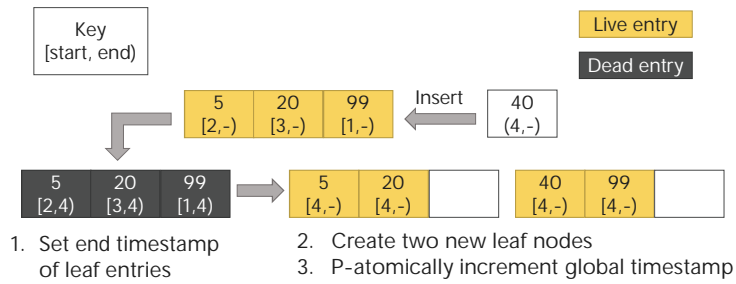 Key
[start, end)
Live entry
Dead entry
5 20 99
[2,-) [3,-) [1,-)
Insert
40
(4,-)
5 20 99
[2,4) [3,4) [1,4)
5 20
[4,-) [4,-)
40 99
[4,-) [4,-)
1. Set end timestamp
of leaf entries
2. Create two new leaf nodes
3. P-atomically increment global timestamp